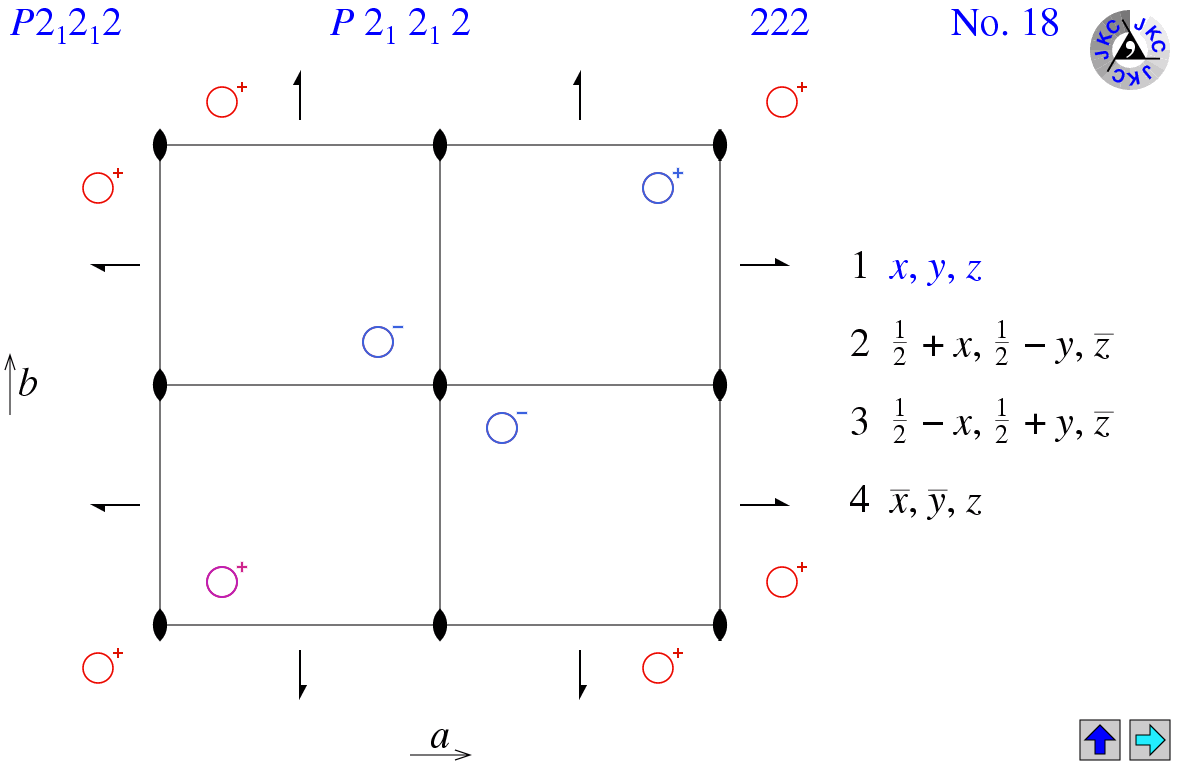 P2₁2₁2 P 2₁ 2₁ 2 222 No. 18
JKC JKC JKC
+ +
+ +
1 x, y, z
−
2 1/2 + x, 1/2 − y, z̅
b
−
3 1/2 − x, 1/2 + y, z̅
4 x̅, y̅, z
+ +
+ +
a